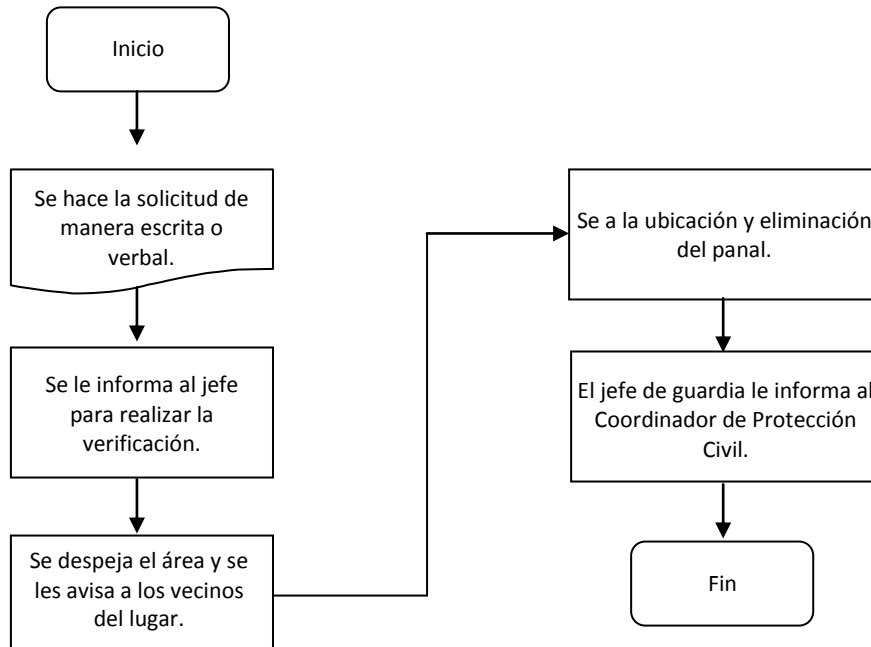 Inicio
Se hace la solicitud de
manera escrita o
verbal.
Se le informa al jefe
para realizar la
verificación.
Se despeja el área y se
les avisa a los vecinos
del lugar.
Se a la ubicación y eliminación
del panal.
El jefe de guardia le informa al
Coordinador de Protección
Civil.
Fin